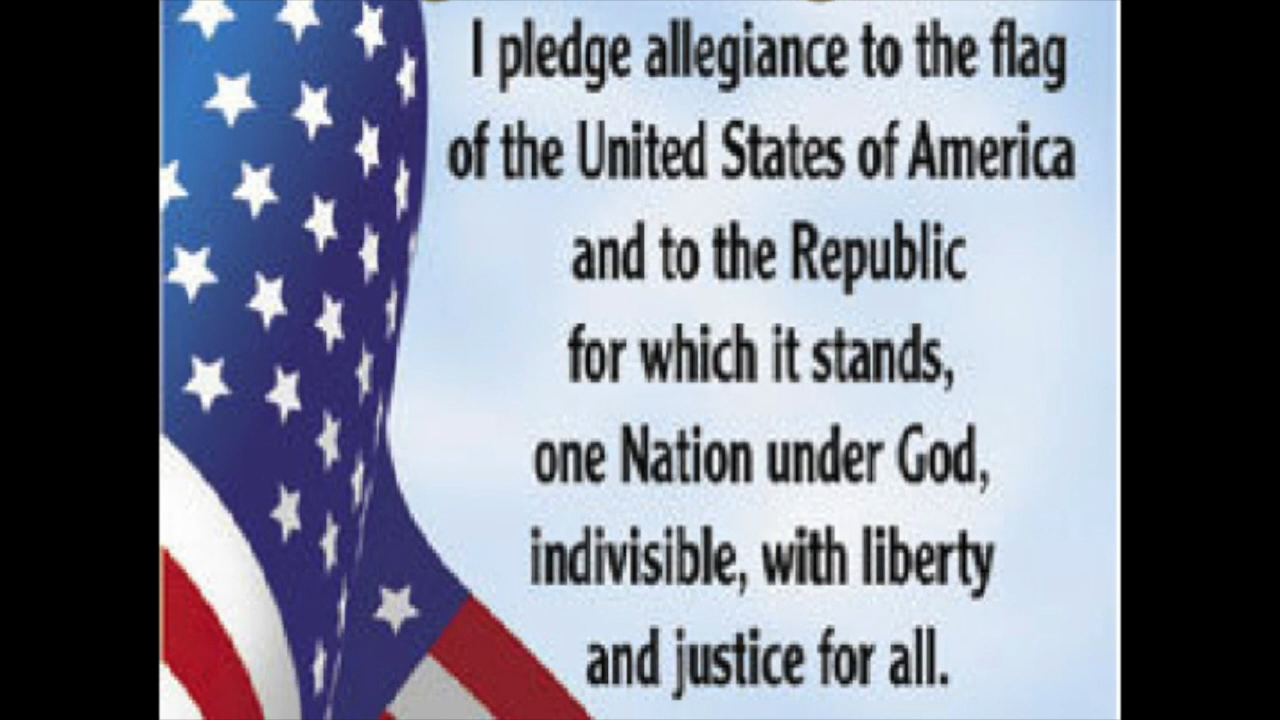 I pledge allegiance to the flag
of the United States of America
and to the Republic
for which it stands,
one Nation under God,
indivisible, with liberty
and justice for all.